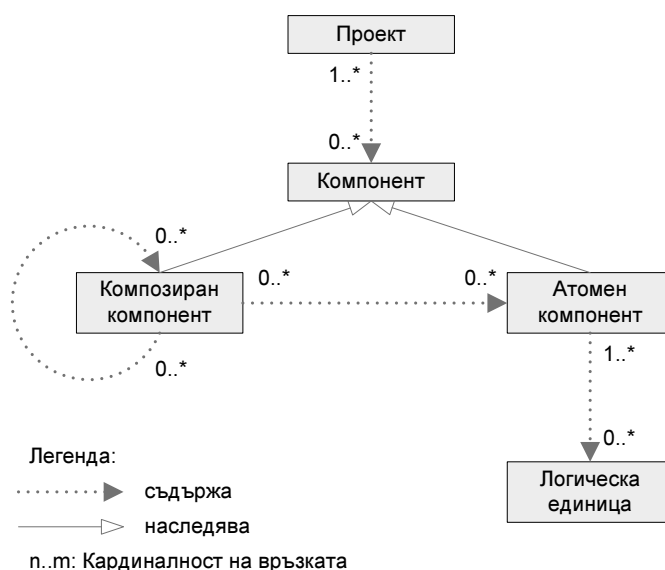 Проект
1..*
0..*
Компонент
0..*
Композиран
компонент
0..*
0..*
Атомен
компонент
0..*
1..*
0..*
Легенда:
съдържа
наследява
n..m: Кардиналност на връзката
Логическа
единица